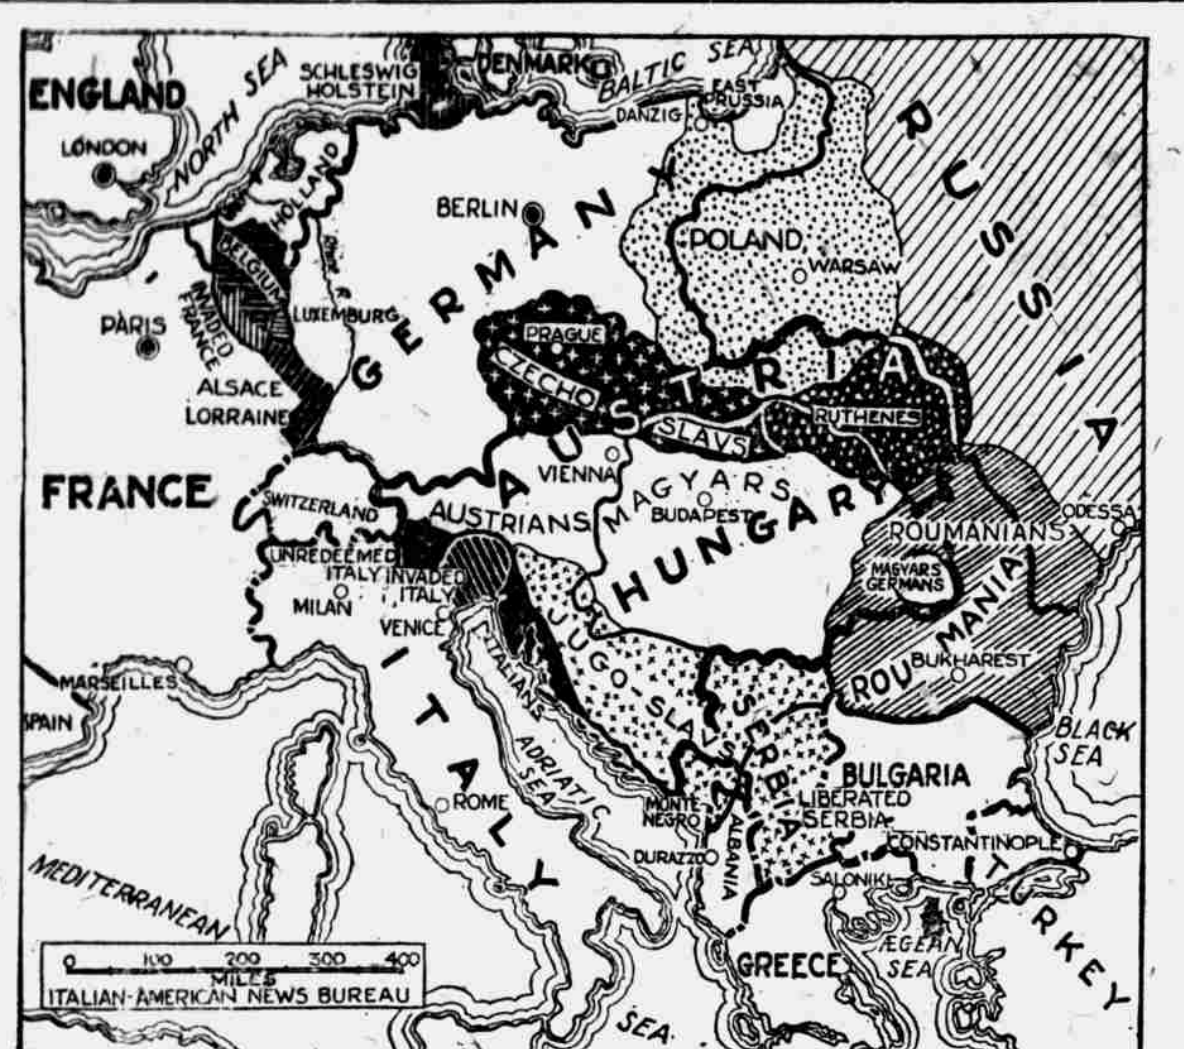 ENGLAND
LONDON
NORTH SEA
SCHLESWIG
HOLSTEIN
DENMARK
BALTIC SEA
EAST
PRUSSIA
DANZIG
RUSSIA
HOLLAND
BELGIUM
INVADED
FRANCE
RHINE R.
LUXEMBURG
PARIS
ALSACE
LORRAINE
BERLIN
GERMANY
POLAND
WARSAW
PRAGUE
CZECHO
SLAVS
RUTHENES
AUSTRIA
VIENNA
FRANCE
SWITZERLAND
AUSTRIANS
MAGYARS
BUDAPEST
HUNGARY
ROUMANIANS
ODESSA
MAGYARS
GERMANS
ROUMANIA
BUKHAREST
UNREDEEMED
ITALY
INVADED
ITALY
MILAN
VENICE
ITALIANS
JUGO-SLAVS
MARSEILLES
SPAIN
ITALY
ADRIATIC
SEA
ROME
SERBIA
MONTE
NEGRO
ALBANIA
DURAZZO
BULGARIA
LIBERATED
SERBIA
BLACK
SEA
CONSTANTINOPLE
SALONIKI
TURKEY
GREECE
ÆGEAN
SEA
MEDITERRANEAN
SEA
0 100 200 300 400
MILES
ITALIAN-AMERICAN NEWS BUREAU